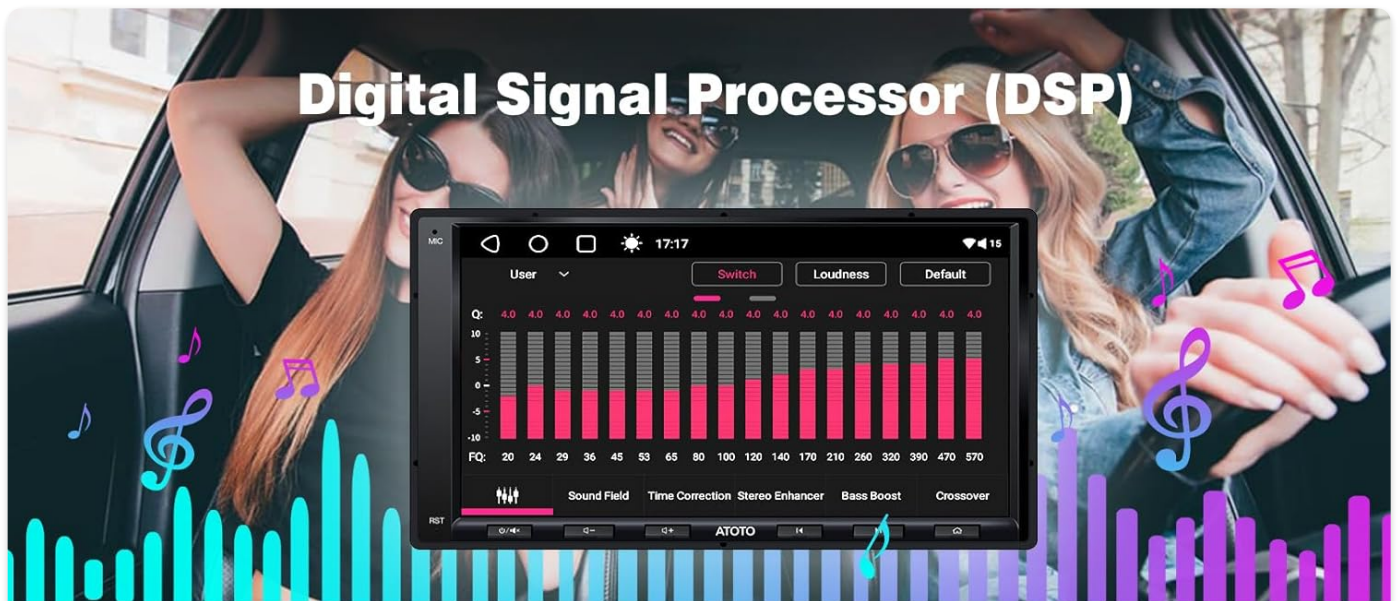 Digital Signal Processor (DSP)
MIC
17:17
15
User
Switch
Loudness
Default
Q: 4.0 4.0 4.0 4.0 4.0 4.0 4.0 4.0 4.0 4.0 4.0 4.0 4.0 4.0 4.0 4.0 4.0 4.0
10
5
0
-5
-10
FQ: 20 24 29 36 45 53 65 80 100 120 140 170 210 260 320 390 470 570
Sound Field Time Correction Stereo Enhancer Bass Boost Crossover
RST
ATOTO